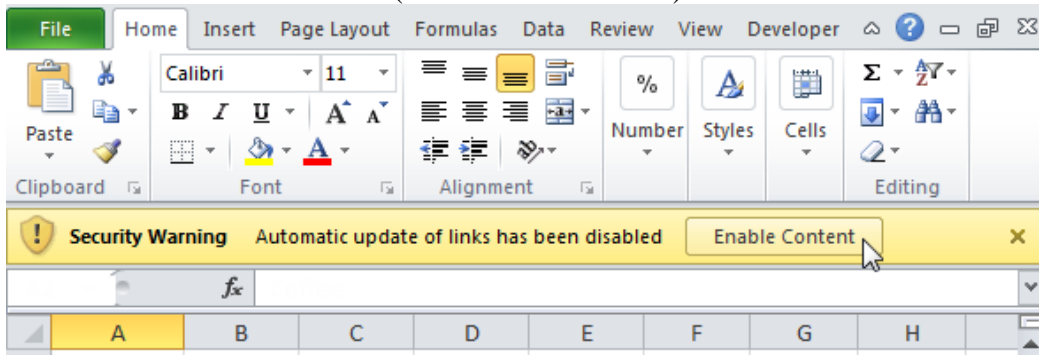 File Home Insert Page Layout Formulas Data Review View Developer
Calibri 11 % A Σ A Z
B I U A A
Paste Number Styles Cells
A
Clipboard Font Alignment Editing
Security Warning Automatic update of links has been disabled Enable Content
fx
A B C D E F G H